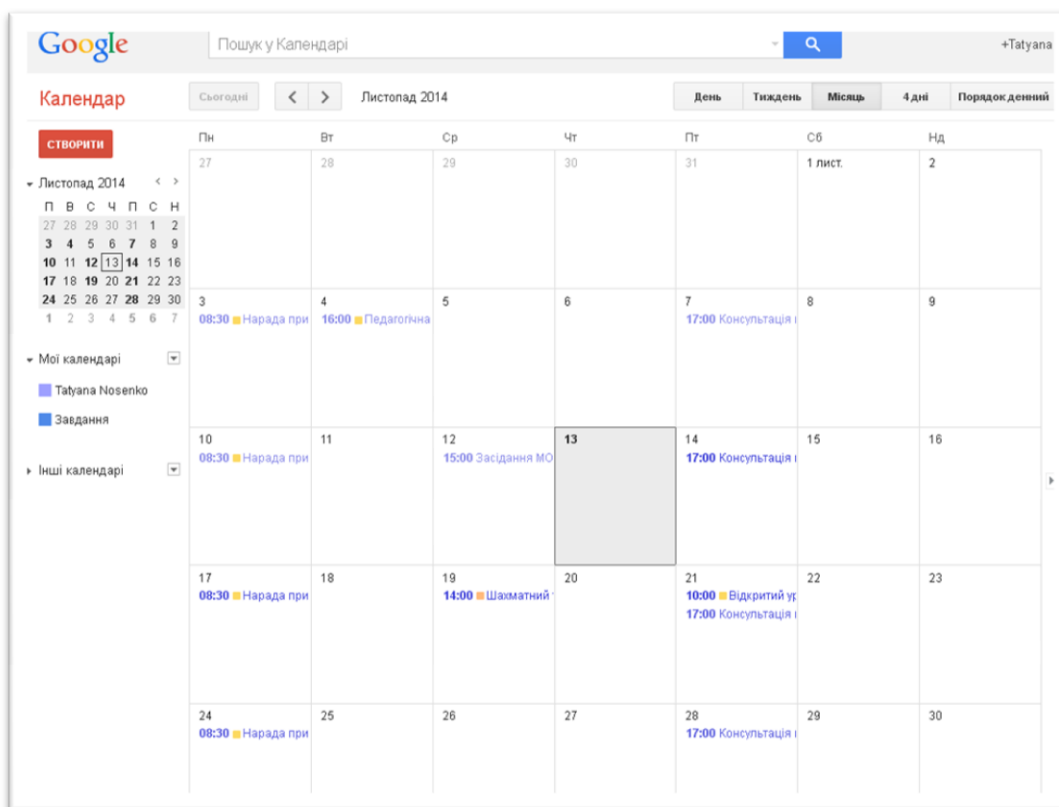 Google
Пошук у Календарі
+Tatyana
Календар
Сьогодні
Листопад 2014
День Тиждень Місяць 4 дні Порядок денний
СТВОРИТИ
Листопад 2014
П В С Ч П С Н
27 28 29 30 31 1 2
3 4 5 6 7 8 9
10 11 12 13 14 15 16
17 18 19 20 21 22 23
24 25 26 27 28 29 30
1 2 3 4 5 6 7
Мої календарі
Tatyana Nosenko
Завдання
Інші календарі
Пн Вт Ср Чт Пт Сб Нд
27 28 29 30 31 1 лист. 2
3 4 5 6 7 8 9
08:30 Нарада при 16:00 Педагогічна 17:00 Консультація
10 11 12 13 14 15 16
08:30 Нарада при 15:00 Засідання МО 17:00 Консультація
17 18 19 20 21 22 23
08:30 Нарада при 14:00 Шахматний 10:00 Відкритий ур
17:00 Консультація
24 25 26 27 28 29 30
08:30 Нарада при 17:00 Консультація